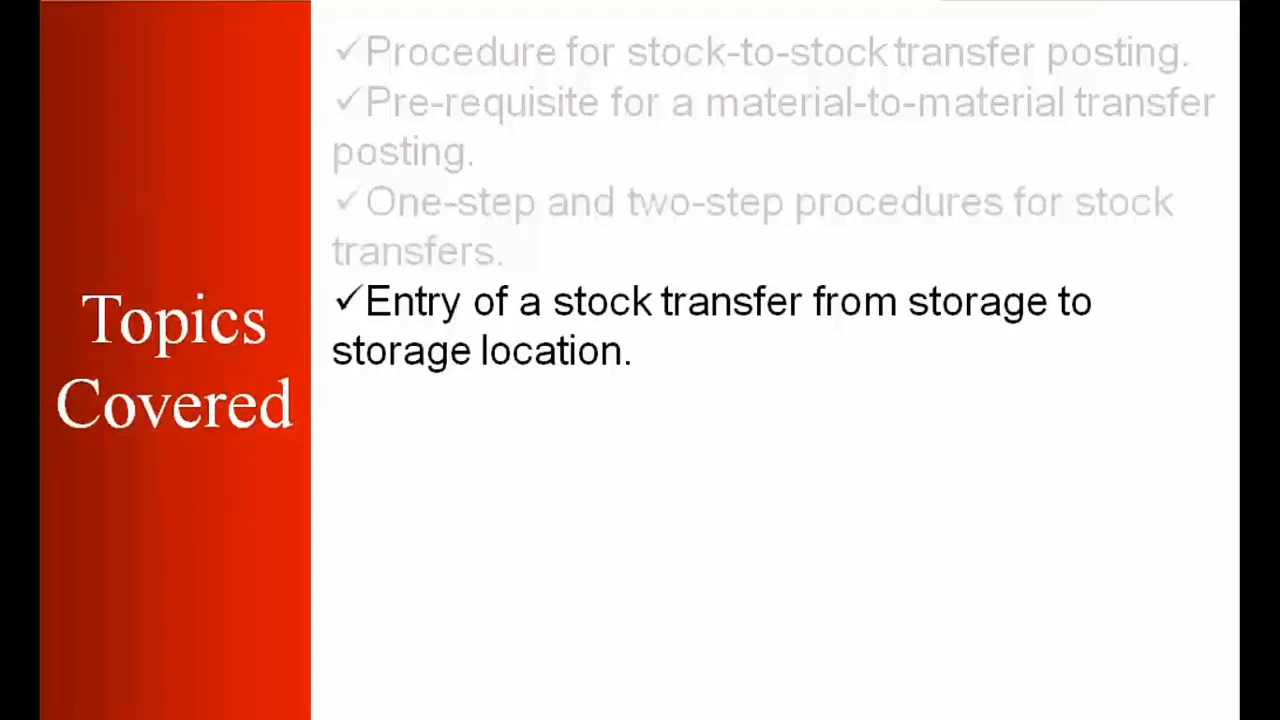 Topics
Covered
✓Procedure for stock-to-stock transfer posting.
✓Pre-requisite for a material-to-material transfer
posting.
✓One-step and two-step procedures for stock
transfers.
✓Entry of a stock transfer from storage to
storage location.